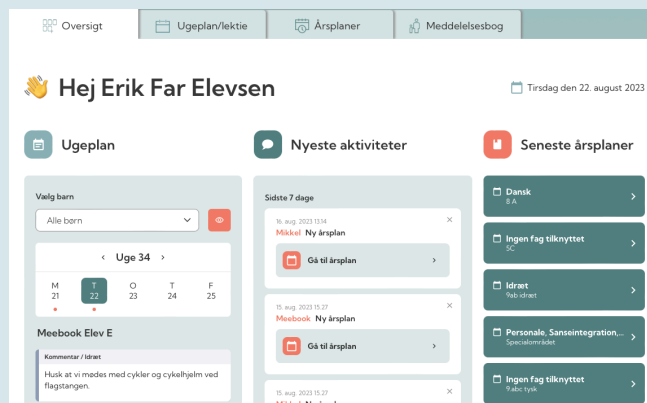 Oversigt
Ugeplan/lektie
Årsplaner
Meddelelsesbog
Hej Erik Far Elevsen
Tirsdag den 22. august 2023
Ugeplan
Vælg barn
Alle børn
Uge 34
M T O T F
21 22 23 24 25
Meebook Elev E
Kommentar / Idræt
Husk at vi mødes med cykler og cykelhjelm ved
flagstangen.
Nyeste aktiviteter
Sidste 7 dage
16. aug. 2023 13.14
Mikkel Ny årsplan
Gå til årsplan
15. aug. 2023 15.27
Meebook Ny årsplan
Gå til årsplan
15. aug. 2023 15.27
Seneste årsplaner
Dansk
8 A
Ingen fag tilknyttet
5C
Idræt
9ab idræt
Personale, Sanseintegration,...
Specialområdet
Ingen fag tilknyttet
9 abc tysk